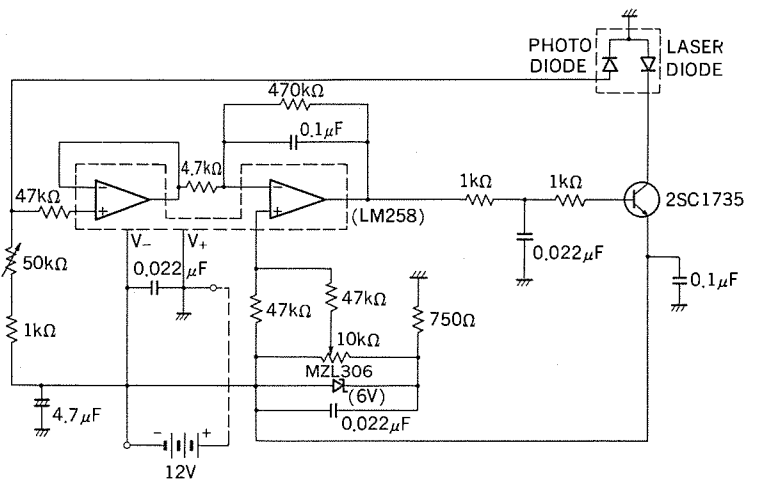 PHOTO DIODE
LASER DIODE
470kΩ
0.1μF
4.7kΩ
47kΩ
−
+
−
+
(LM258)
1kΩ
1kΩ
2SC1735
V−
V+
0.022μF
50kΩ
0.022μF
0.1μF
47kΩ
47kΩ
750Ω
1kΩ
10kΩ
MZL306
(6V)
4.7μF
0.022μF
−
+
12V